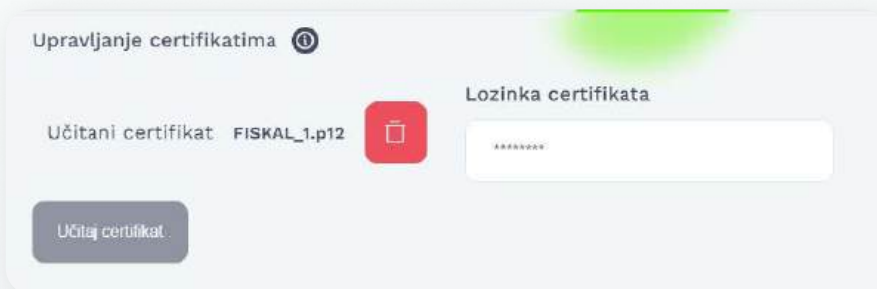 Upravljanje certifikatima
Lozinka certifikata
Učitani certifikat FISKAL_1.p12
********
Učitaj certifikat